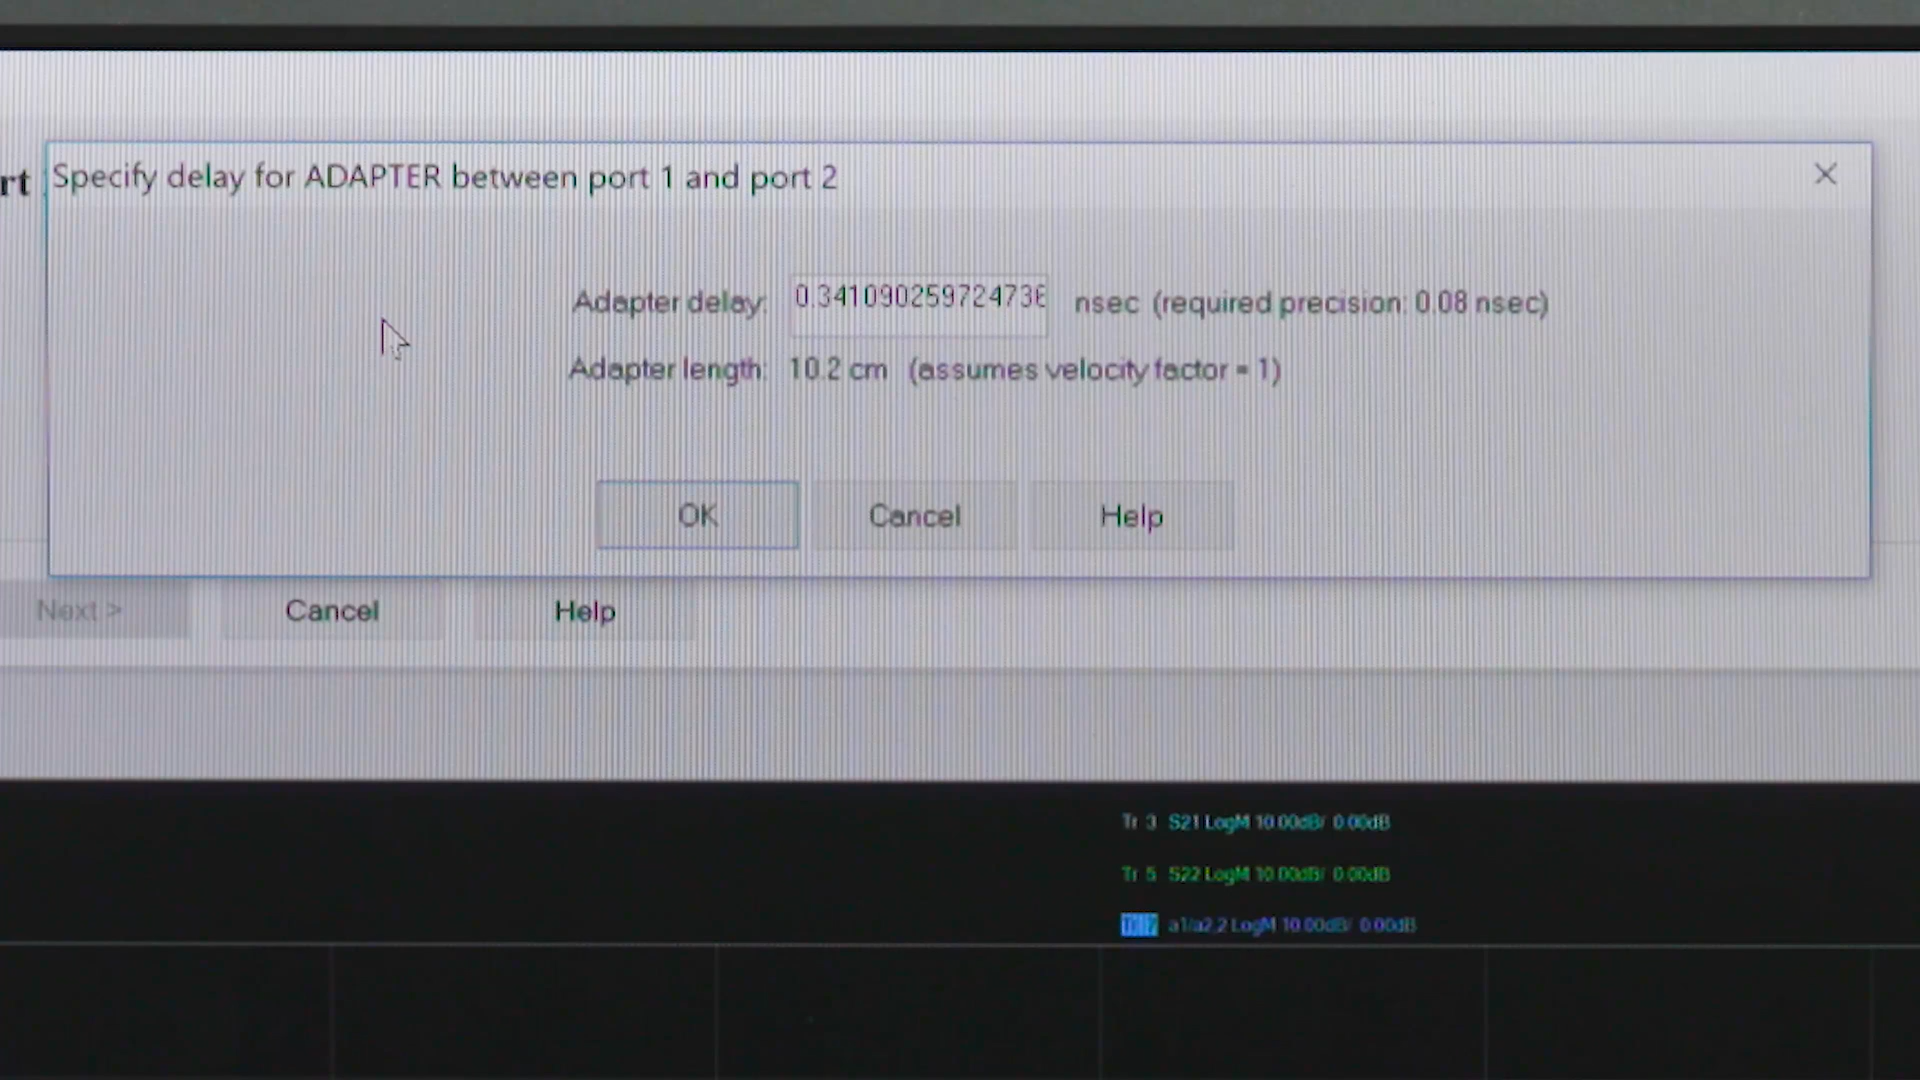 rt
Specify delay for ADAPTER between port 1 and port 2
Adapter delay: 0.34109025972473 nsec (required precision: 0.08 nsec)
Adapter length: 10.2 cm (assumes velocity factor = 1)
OK Cancel Help
Next > Cancel Help
Tr 3 S21 LogM 10.00dB/ 0.00dB
Tr 5 S22 LogM 10.00dB/ 0.00dB
a1/a2,2 LogM 10.00dB/ 0.00dB